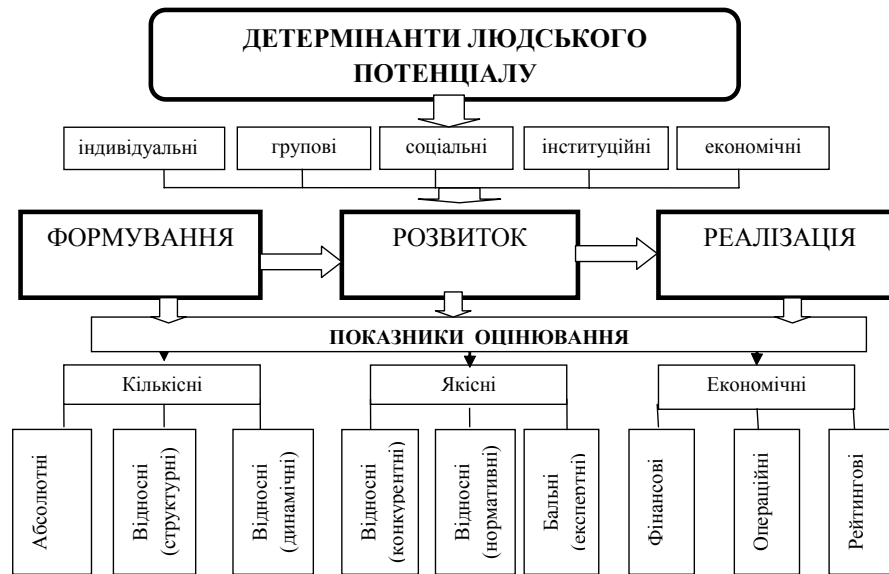 ДЕТЕРМІНАНТИ ЛЮДСЬКОГО
ПОТЕНЦІАЛУ
індивідуальні
групові
соціальні
інституційні
економічні
ФОРМУВАННЯ
РОЗВИТОК
РЕАЛІЗАЦІЯ
ПОКАЗНИКИ ОЦІНЮВАННЯ
Кількісні
Якісні
Економічні
Абсолютні
Відносні
(структурні)
Відносні
(динамічні)
Відносні
(конкурентні)
Відносні
(нормативні)
Бальні
(експертні)
Фінансові
Операційні
Рейтингові